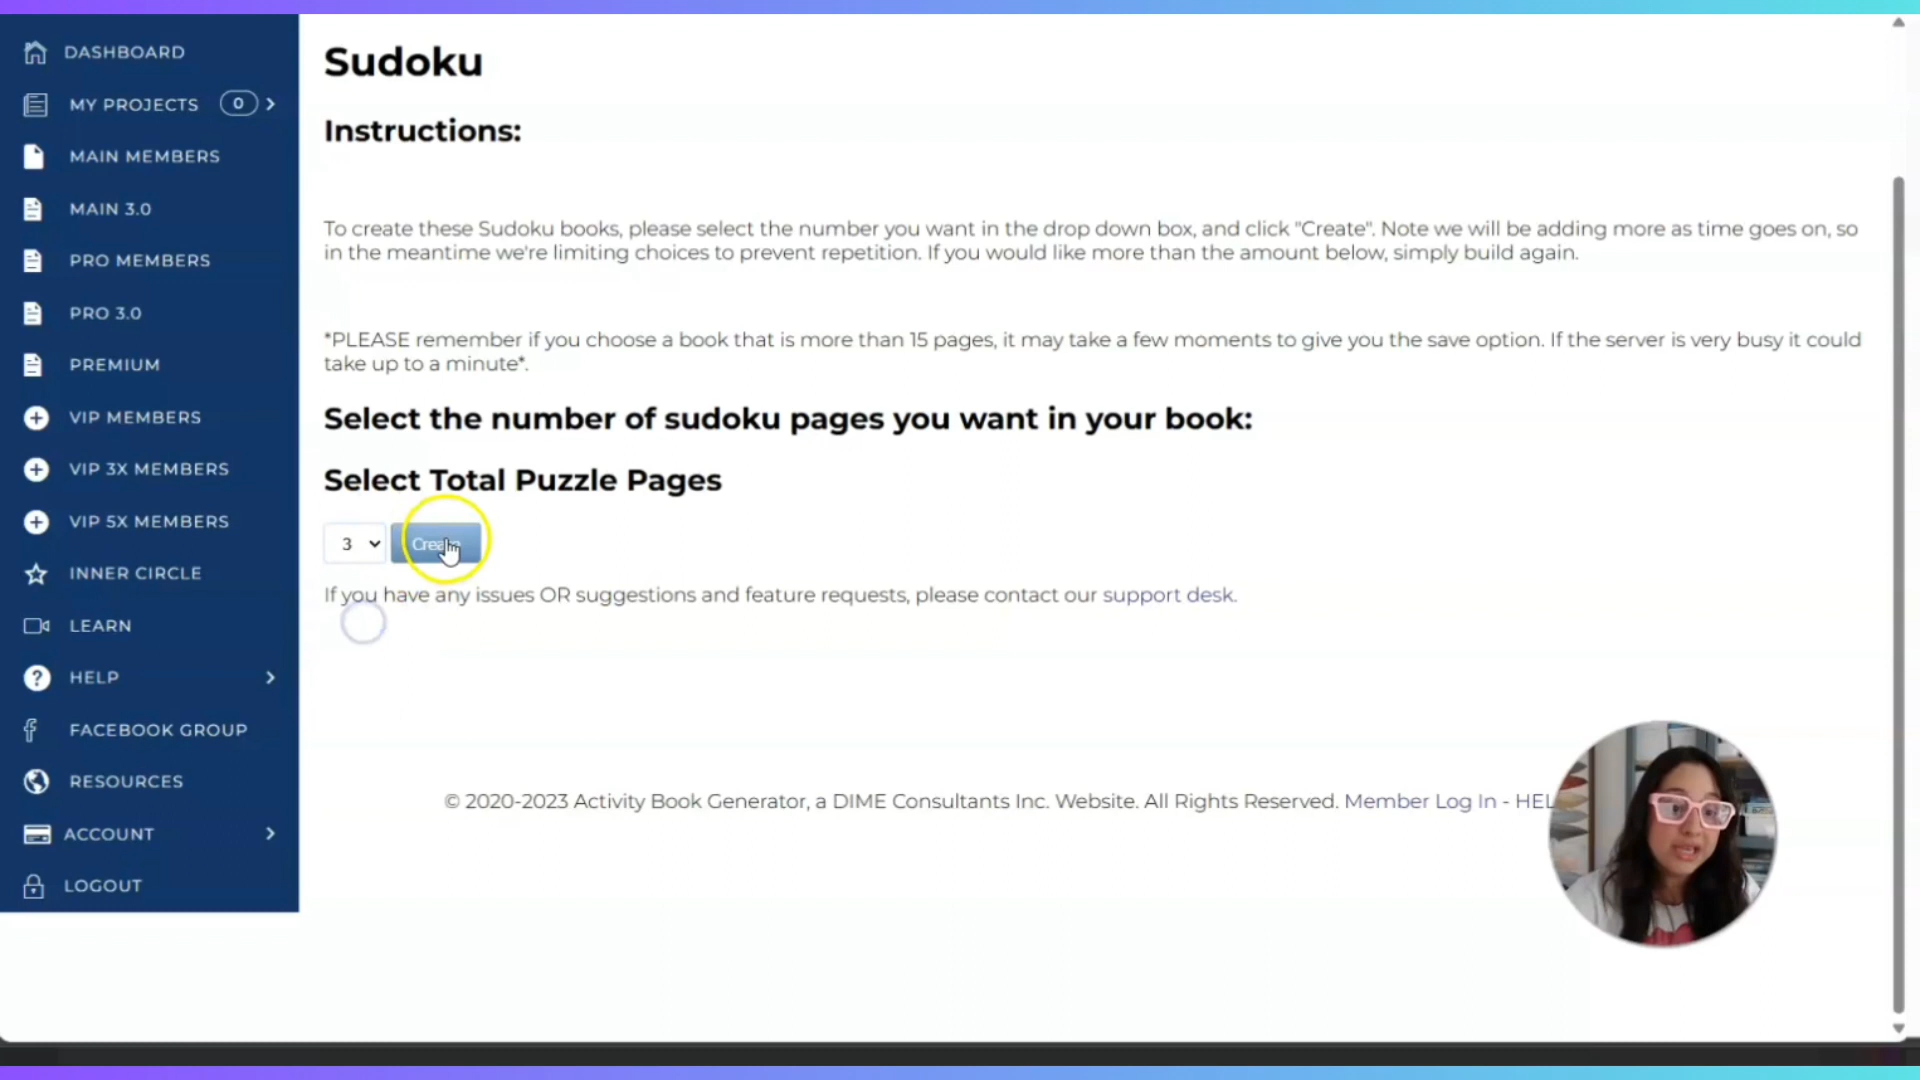 DASHBOARD
MY PROJECTS 0
MAIN MEMBERS
MAIN 3.0
PRO MEMBERS
PRO 3.0
PREMIUM
VIP MEMBERS
VIP 3X MEMBERS
VIP 5X MEMBERS
INNER CIRCLE
LEARN
HELP
FACEBOOK GROUP
RESOURCES
ACCOUNT
LOGOUT
Sudoku
Instructions:
To create these Sudoku books, please select the number you want in the drop down box, and click "Create". Note we will be adding more as time goes on, so
in the meantime we're limiting choices to prevent repetition. If you would like more than the amount below, simply build again.
*PLEASE remember if you choose a book that is more than 15 pages, it may take a few moments to give you the save option. If the server is very busy it could
take up to a minute*.
Select the number of sudoku pages you want in your book:
Select Total Puzzle Pages
3 Create
If you have any issues OR suggestions and feature requests, please contact our support desk.
© 2020-2023 Activity Book Generator, a DIME Consultants Inc. Website. All Rights Reserved. Member Log In - HEL